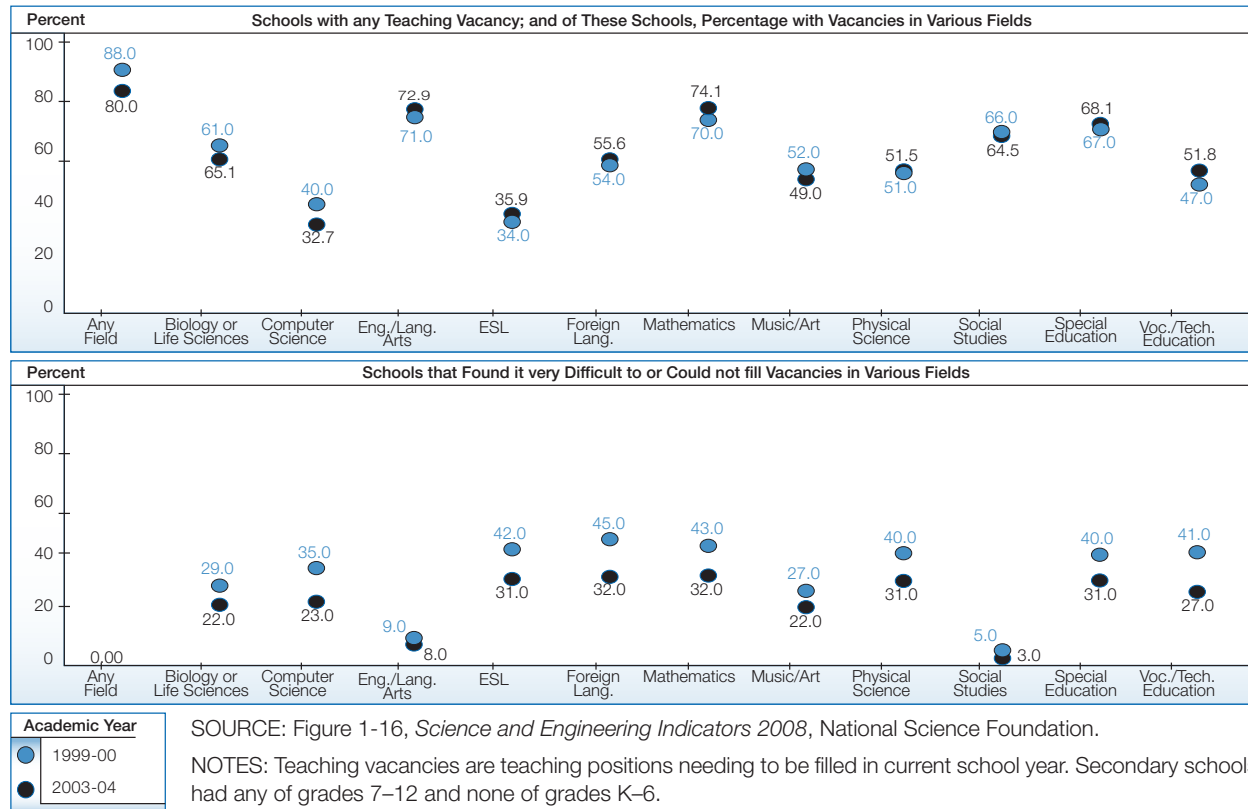 Percent Schools with any Teaching Vacancy; and of These Schools, Percentage with Vacancies in Various Fields
100
80
60
40
20
0
88.0
80.0
61.0
65.1
40.0
32.7
72.9
71.0
35.9
34.0
55.6
54.0
74.1
70.0
52.0
49.0
51.5
51.0
66.0
64.5
68.1
67.0
51.8
47.0
Any Field
Biology or Life Sciences
Computer Science
Eng./Lang. Arts
ESL
Foreign Lang.
Mathematics
Music/Art
Physical Science
Social Studies
Special Education
Voc./Tech. Education
Percent Schools that Found it very Difficult to or Could not fill Vacancies in Various Fields
100
80
60
40
20
0
0.00
29.0
22.0
35.0
23.0
9.0
8.0
42.0
31.0
45.0
32.0
43.0
32.0
27.0
22.0
40.0
31.0
5.0
3.0
40.0
31.0
41.0
27.0
Any Field
Biology or Life Sciences
Computer Science
Eng./Lang. Arts
ESL
Foreign Lang.
Mathematics
Music/Art
Physical Science
Social Studies
Special Education
Voc./Tech. Education
Academic Year
1999-00
2003-04
SOURCE: Figure 1-16, Science and Engineering Indicators 2008, National Science Foundation.
NOTES: Teaching vacancies are teaching positions needing to be filled in current school year. Secondary schools
had any of grades 7–12 and none of grades K–6.